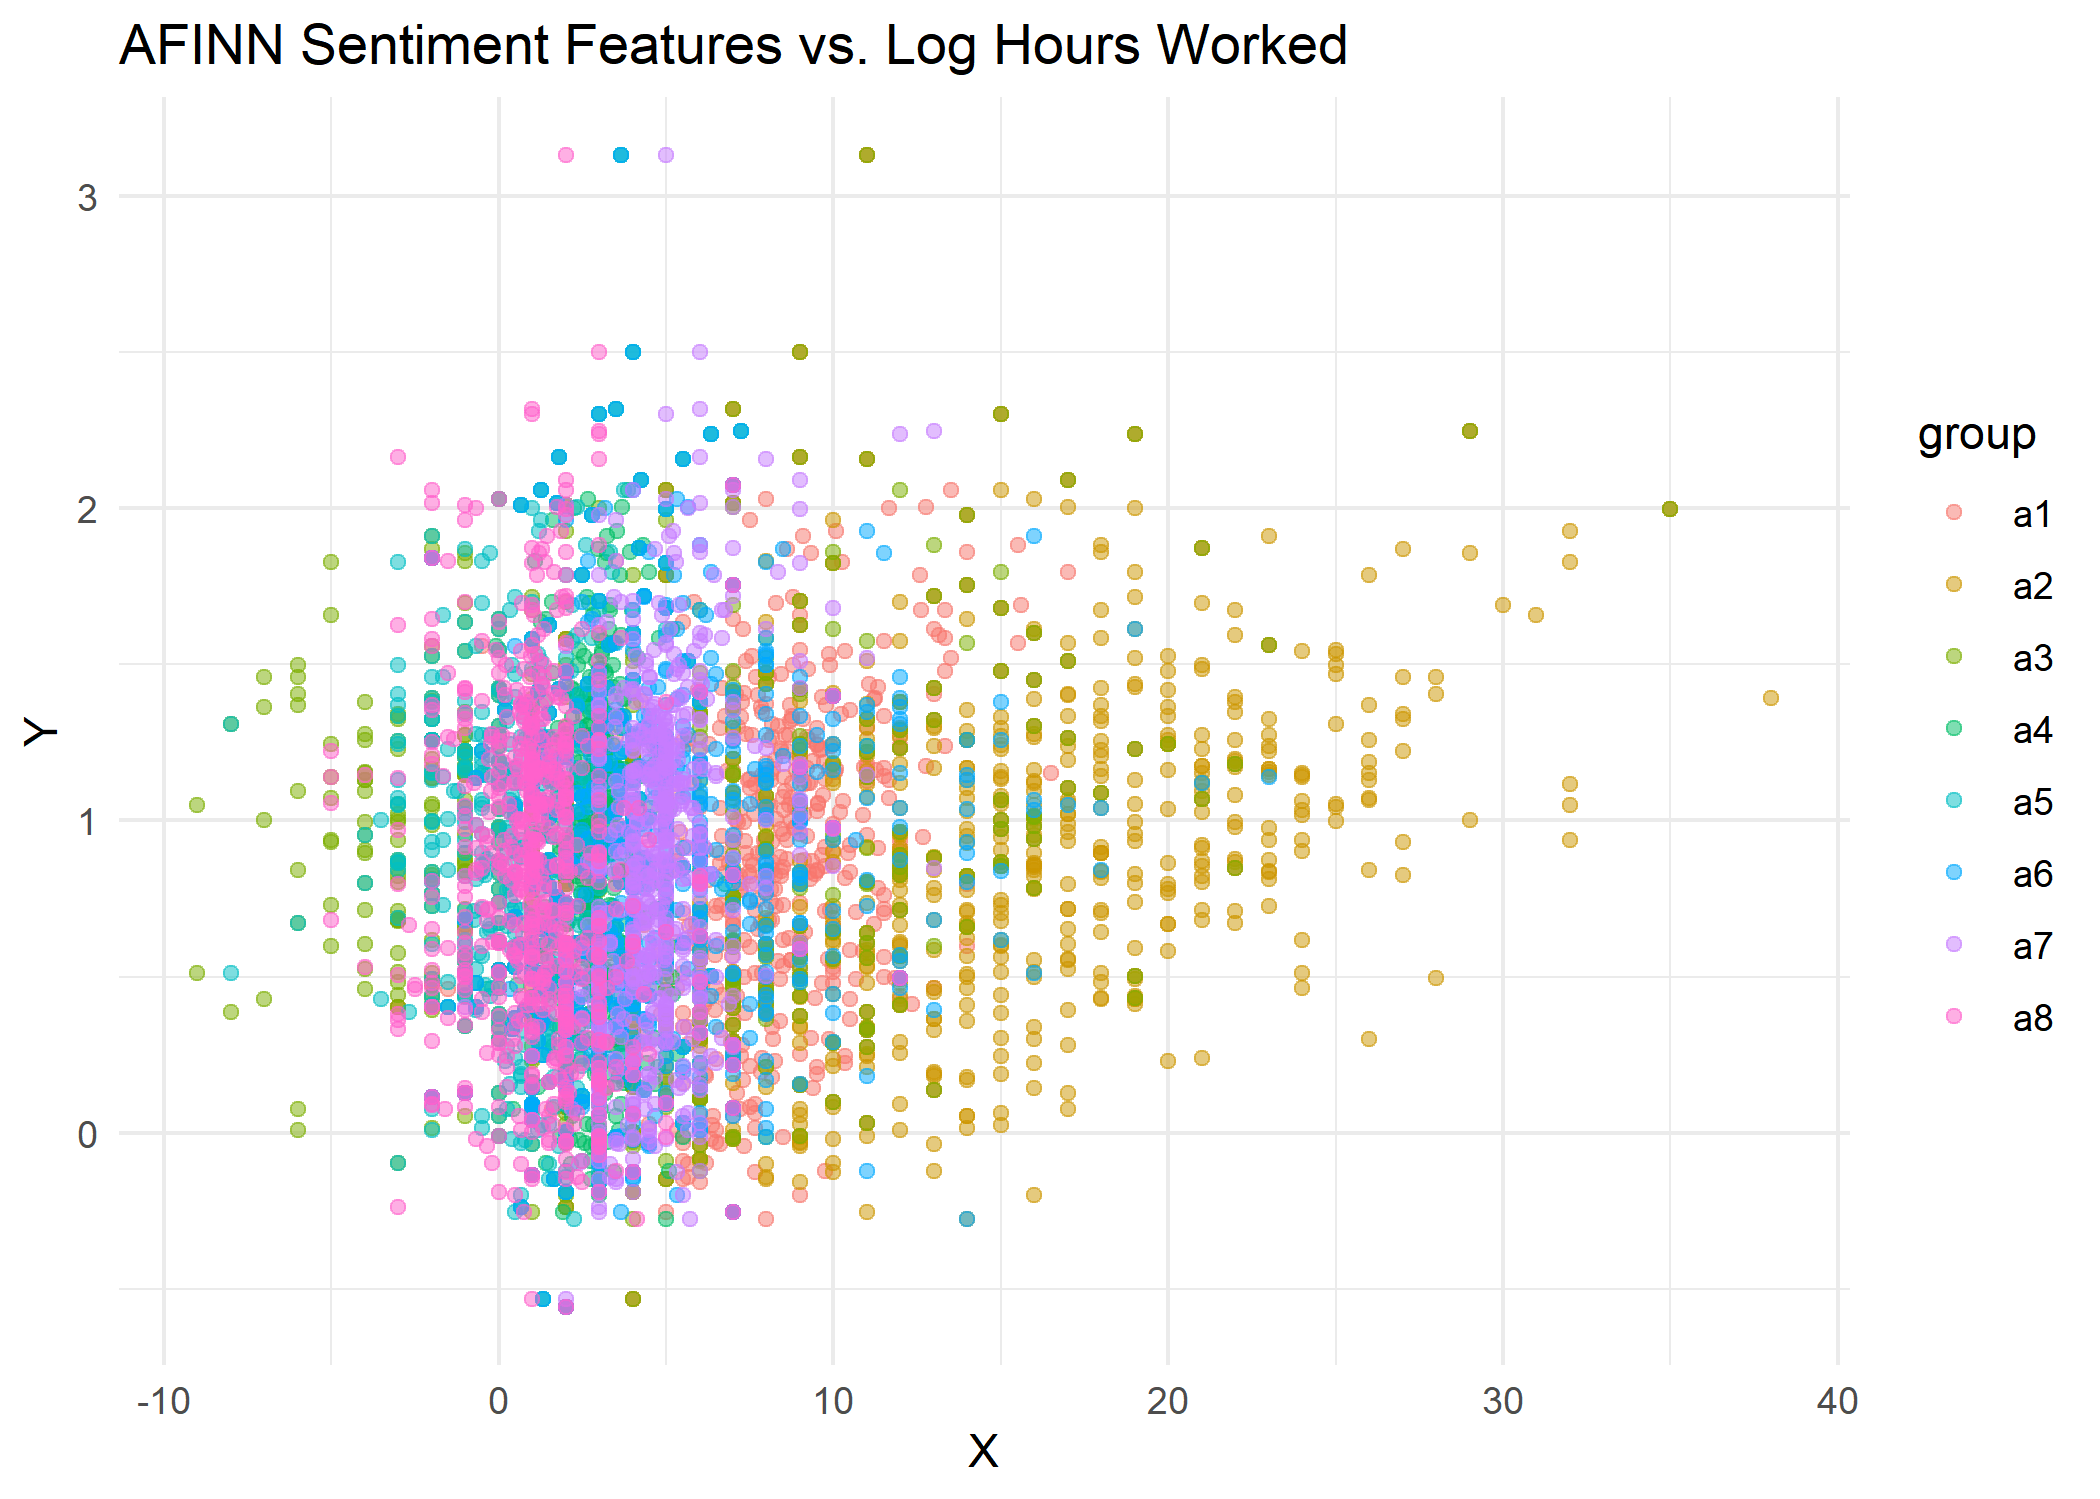 AFINN Sentiment Features vs. Log Hours Worked
3
2
1
0
Y
-10 0 10 20 30 40
X
group
a1
a2
a3
a4
a5
a6
a7
a8